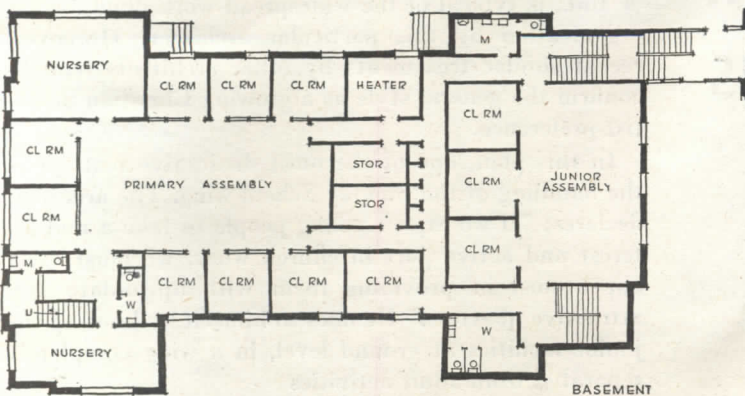 M
NURSERY
CL RM
CL RM
CL RM
HEATER
CL RM
CL RM
STOR
PRIMARY ASSEMBLY
CL RM
JUNIOR
ASSEMBLY
STOR
CL RM
CL RM
M
CL RM
CL RM
CL RM
CL RM
U
W
W
NURSERY
BASEMENT